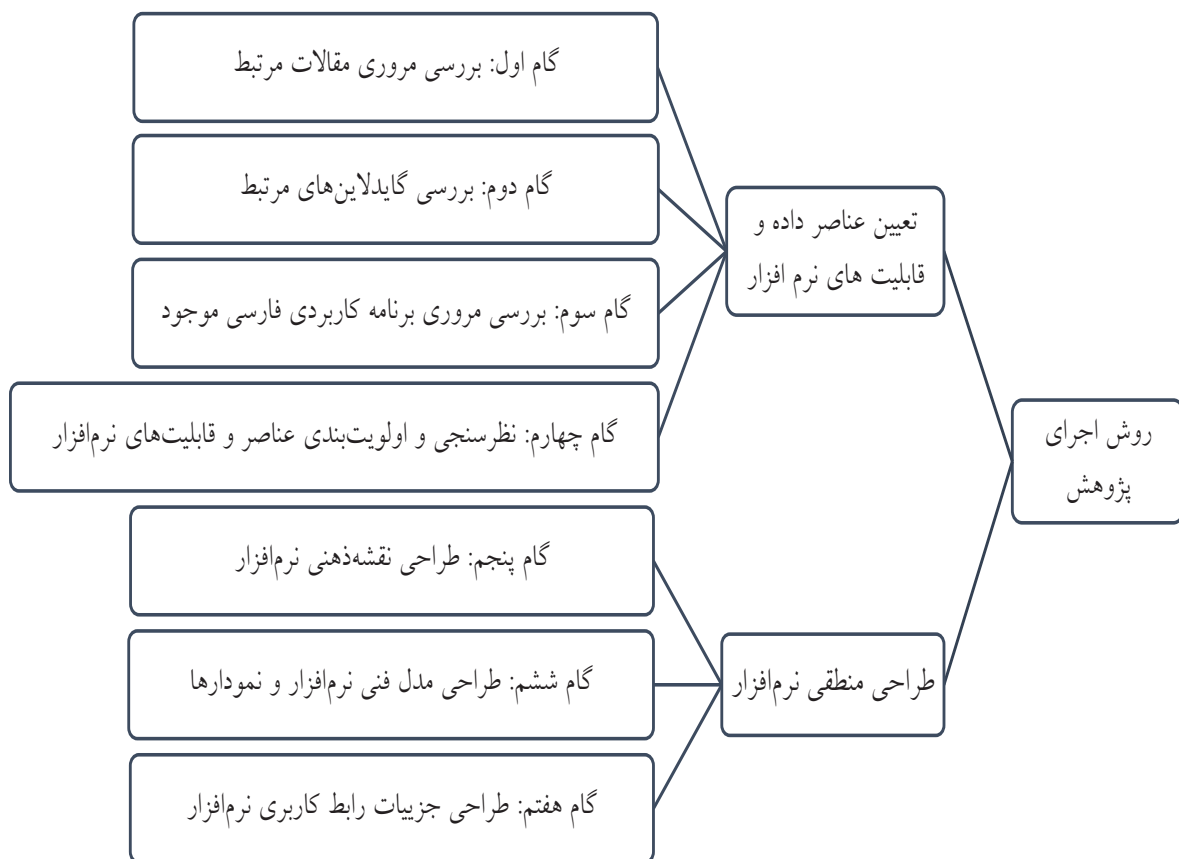 روش اجرای
پژوهش
تعیین عناصر داده و
قابلیت های نرم افزار
گام اول: بررسی مروری مقالات مرتبط
گام دوم: بررسی گایدلاین‌های مرتبط
گام سوم: بررسی مروری برنامه کاربردی فارسی موجود
گام چهارم: نظرسنجی و اولویت‌بندی عناصر و قابلیت‌های نرم‌افزار
طراحی منطقی نرم‌افزار
گام پنجم: طراحی نقشه‌ذهنی نرم‌افزار
گام ششم: طراحی مدل فنی نرم‌افزار و نمودارها
گام هفتم: طراحی جزییات رابط کاربری نرم‌افزار